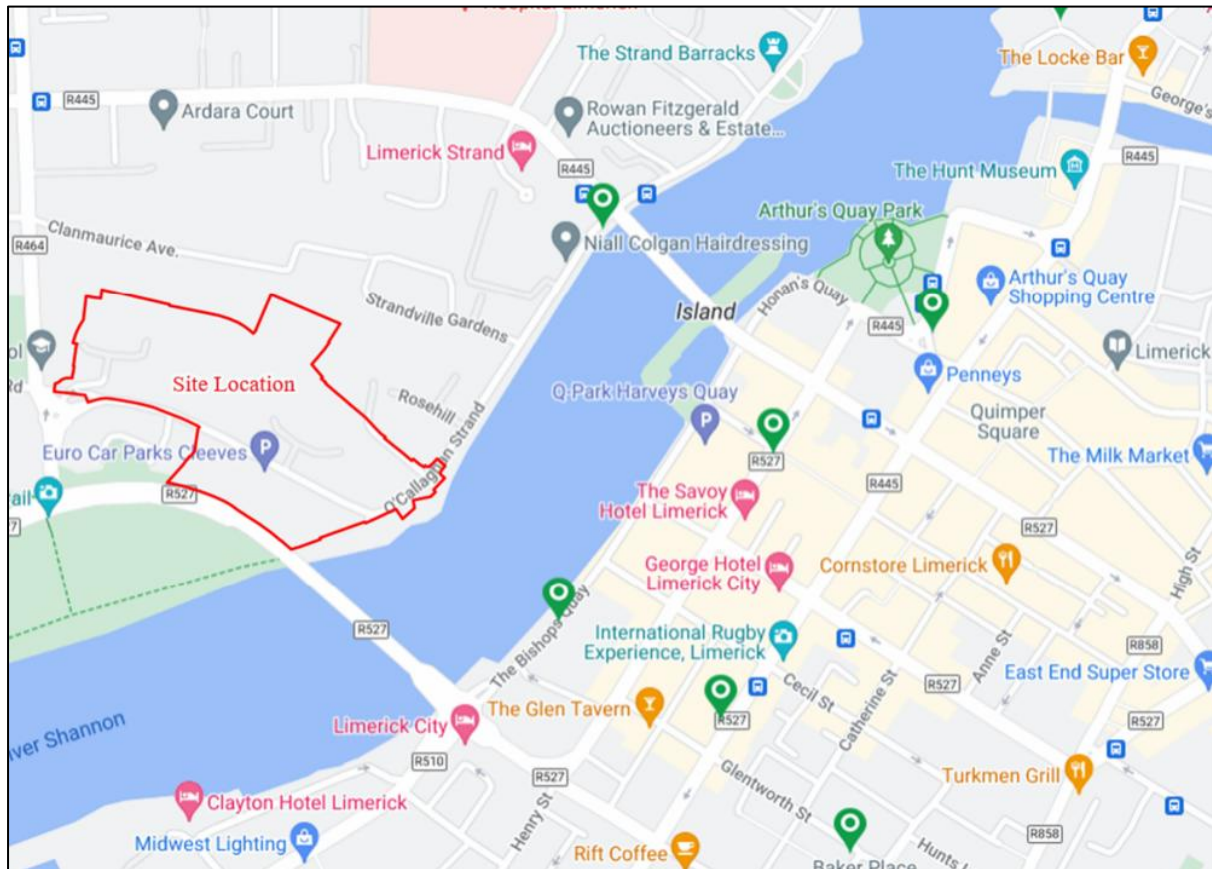 The Strand Barracks
The Locke Bar
George's
R445
Ardara Court
Rowan Fitzgerald
Auctioneers & Estate...
Limerick Strand
R445
R445
The Hunt Museum
Arthur's Quay Park
Clanmaurice Ave.
R464
Niall Colgan Hairdressing
Arthur's Quay
Shopping Centre
Honan's Quay
Island
Strandville Gardens
R445
Limerick
ol
Rd
Site Location
Penneys
Rosehill
Q-Park Harveys Quay
Quimper
Square
O'Callaghan Strand
Euro Car Parks Cleeves
The Milk Market
R527
R527
R445
ail
7
The Savoy
Hotel Limerick
R527
High St
George Hotel
Limerick City
Cornstore Limerick
The Bishops Quay
R527
International Rugby
Experience, Limerick
Anne St
R858
East End Super Store
Cecil St
Catherine St
R527
R527
The Glen Tavern
R527
iver Shannon
Limerick City
R510
R527
Glentworth St
Turkmen Grill
Clayton Hotel Limerick
Henry St
Midwest Lighting
R858
Rift Coffee
Baker Place
Hunts